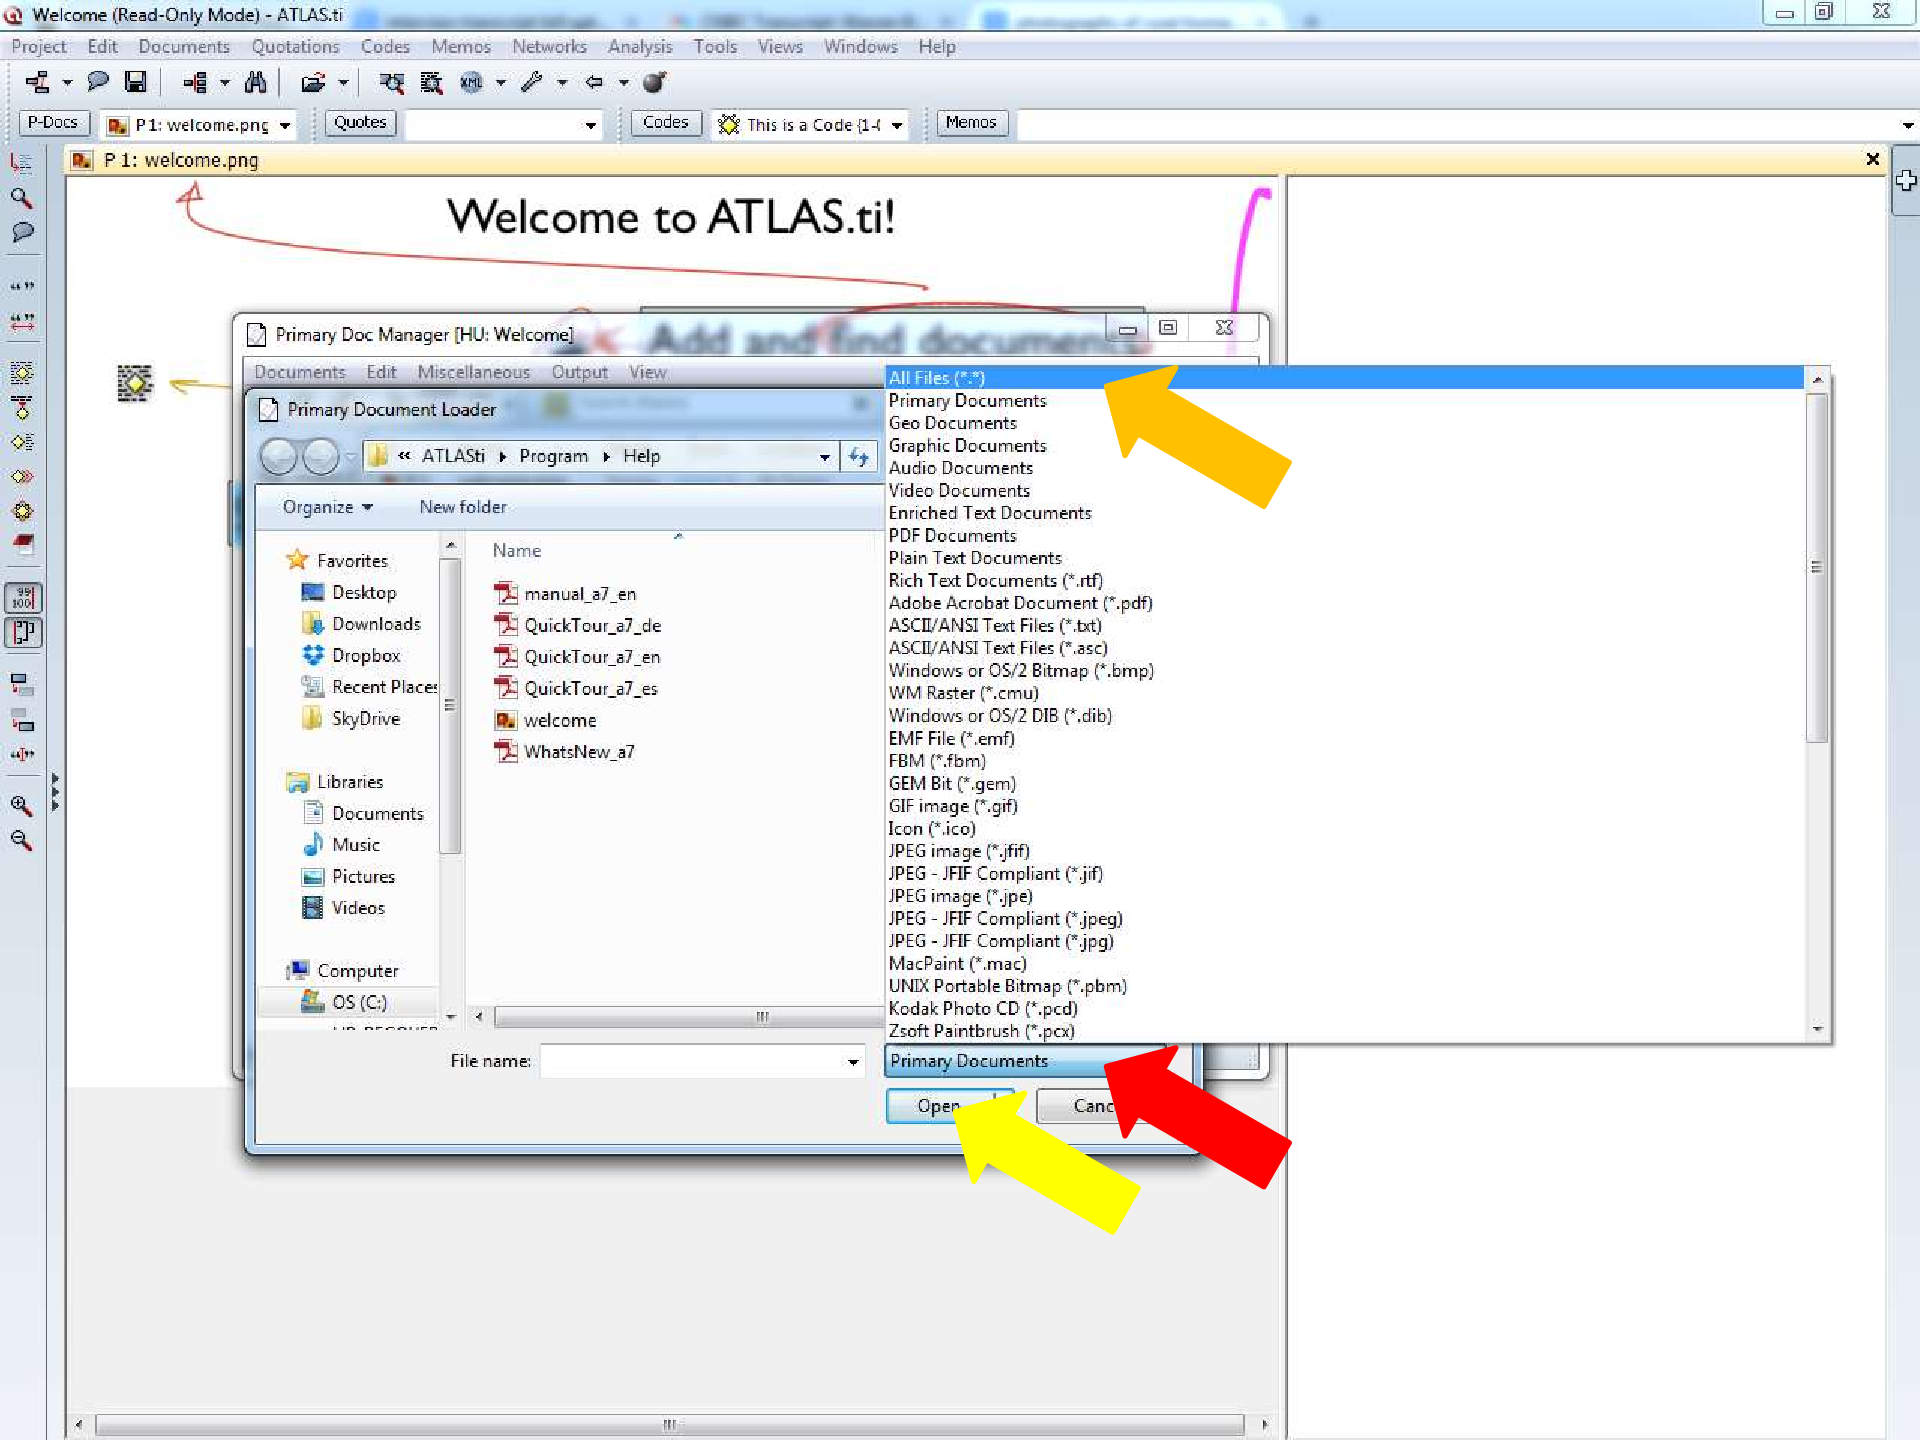 Welcome (Read-Only Mode) - ATLAS.ti
Project Edit Documents Quotations Codes Memos Networks Analysis Tools Views Windows Help
P-Docs P 1: welcome.png Quotes Codes This is a Code {1-( Memos
P 1: welcome.png
Welcome to ATLAS.ti!
Primary Doc Manager [HU: Welcome]
Add and find documents
Documents Edit Miscellaneous Output View
Primary Document Loader
« ATLASti Program Help
Organize New folder
Favorites
Desktop
Downloads
Dropbox
Recent Places
SkyDrive
Libraries
Documents
Music
Pictures
Videos
Computer
OS (C:)
Name
manual_a7_en
QuickTour_a7_de
QuickTour_a7_en
QuickTour_a7_es
welcome
WhatsNew_a7
All Files (*.*)
Primary Documents
Geo Documents
Graphic Documents
Audio Documents
Video Documents
Enriched Text Documents
PDF Documents
Plain Text Documents
Rich Text Documents (*.rtf)
Adobe Acrobat Document (*.pdf)
ASCII/ANSI Text Files (*.txt)
ASCII/ANSI Text Files (*.asc)
Windows or OS/2 Bitmap (*.bmp)
WM Raster (*.cmu)
Windows or OS/2 DIB (*.dib)
EMF File (*.emf)
FBM (*.fbm)
GEM Bit (*.gem)
GIF image (*.gif)
Icon (*.ico)
JPEG image (*.jfif)
JPEG - JFIF Compliant (*.jif)
JPEG image (*.jpe)
JPEG - JFIF Compliant (*.jpeg)
JPEG - JFIF Compliant (*.jpg)
MacPaint (*.mac)
UNIX Portable Bitmap (*.pbm)
Kodak Photo CD (*.pcd)
Zsoft Paintbrush (*.pcx)
File name: Primary Documents
Open Canc